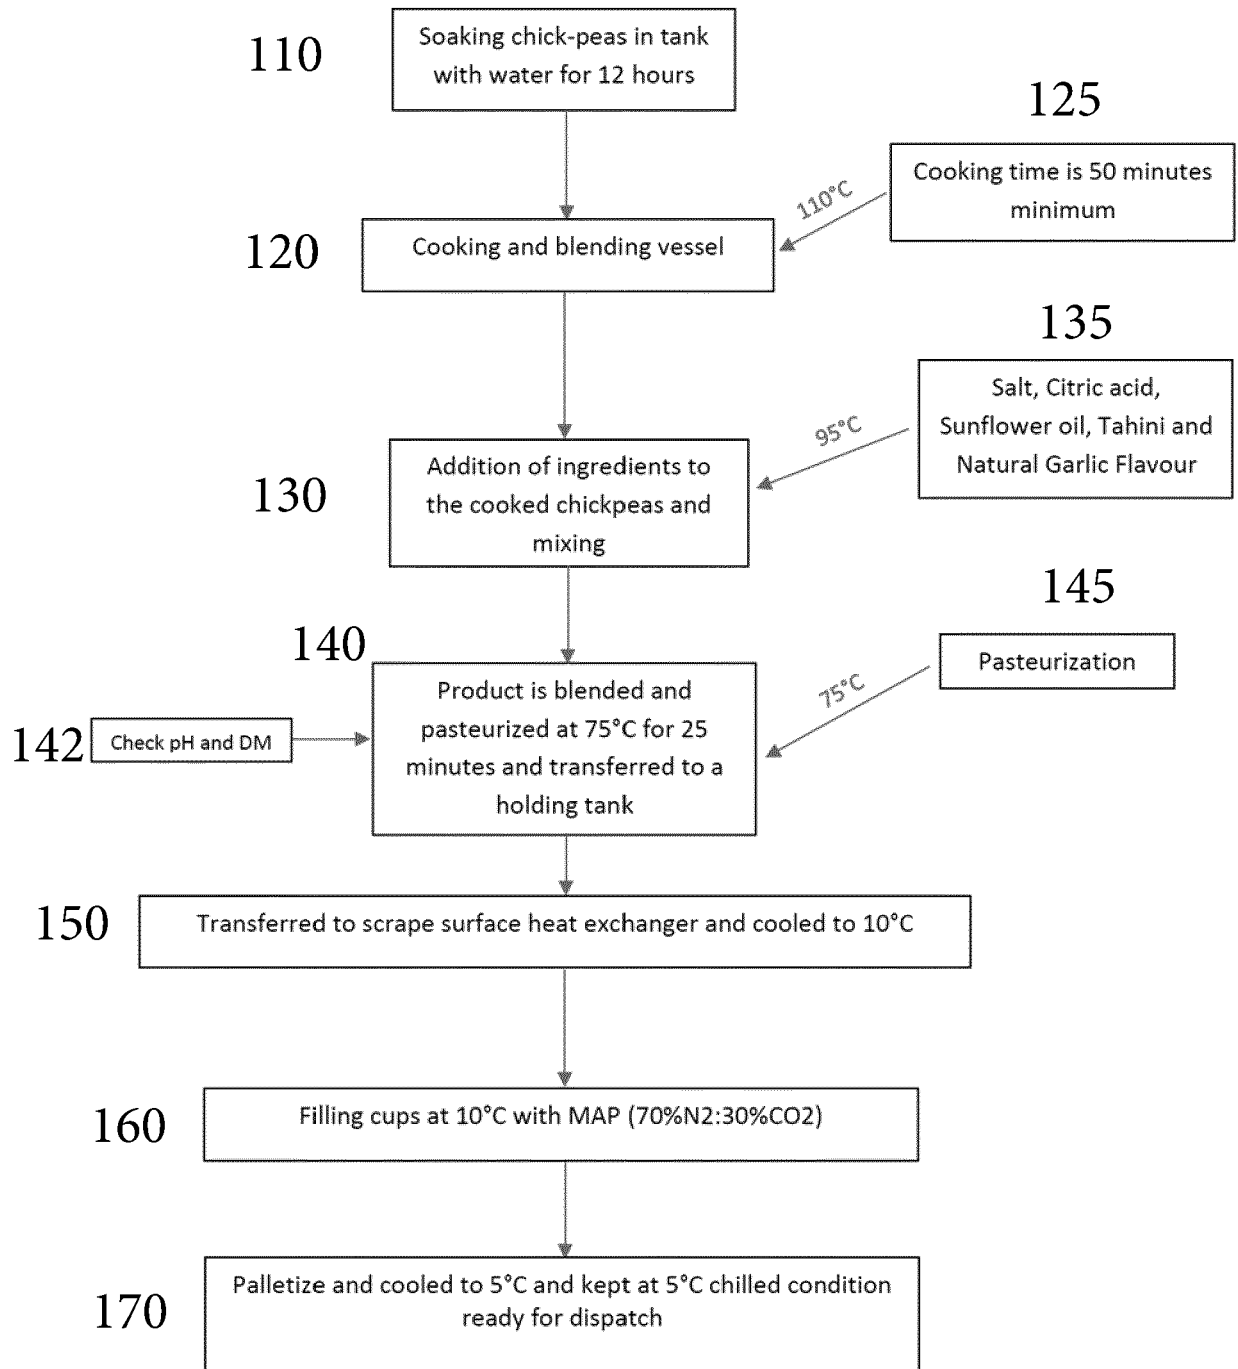 110
Soaking chick-peas in tank
with water for 12 hours
125
Cooking time is 50 minutes
minimum
110°C
120
Cooking and blending vessel
135
Salt, Citric acid,
Sunflower oil, Tahini and
Natural Garlic Flavour
95°C
130
Addition of ingredients to
the cooked chickpeas and
mixing
145
Pasteurization
75°C
140
Product is blended and
pasteurized at 75°C for 25
minutes and transferred to a
holding tank
142
Check pH and DM
150
Transferred to scrape surface heat exchanger and cooled to 10°C
160
Filling cups at 10°C with MAP (70%N2:30%CO2)
170
Palletize and cooled to 5°C and kept at 5°C chilled condition
ready for dispatch